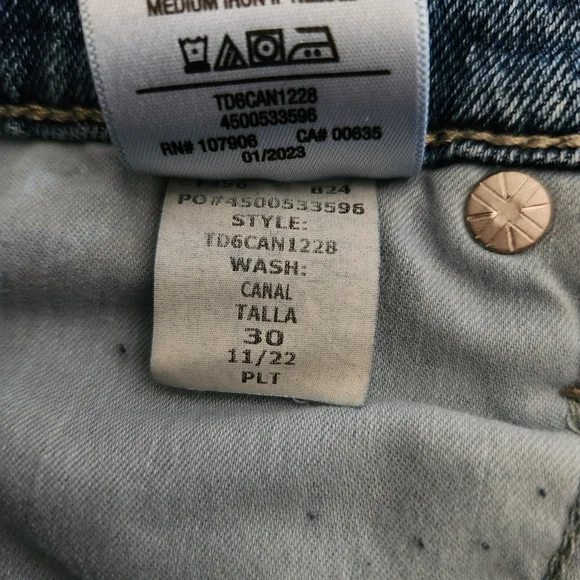 MEDIUM IRON IF NEEDED
TD6CAN1228
4500533596
RN# 107906 CA# 00635
01/2023
824
PO#4500533596
STYLE:
TD6CAN1228
WASH:
CANAL
TALLA
30
11/22
PLT